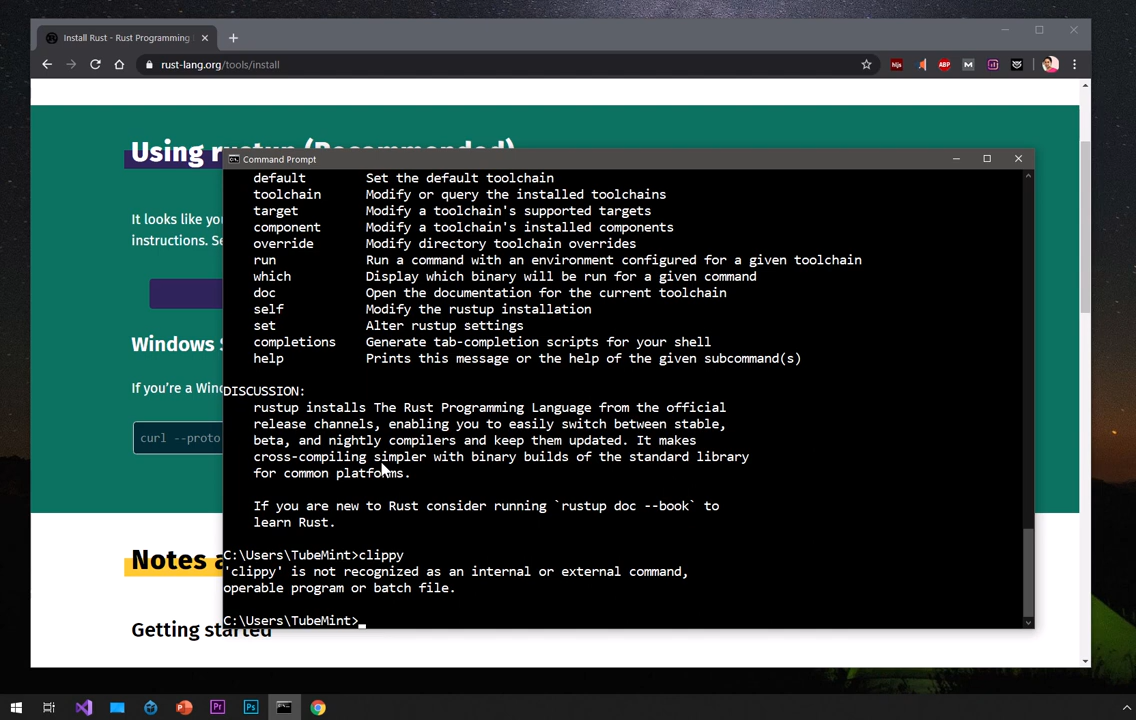 Install Rust - Rust Programming
rust-lang.org/tools/install
hljs
ABP
M
Using rustup (Recommended)
It looks like you
instructions. Se
Windows S
If you're a Wind
curl --proto
Notes a
Getting started
Command Prompt
default Set the default toolchain
toolchain Modify or query the installed toolchains
target Modify a toolchain's supported targets
component Modify a toolchain's installed components
override Modify directory toolchain overrides
run Run a command with an environment configured for a given toolchain
which Display which binary will be run for a given command
doc Open the documentation for the current toolchain
self Modify the rustup installation
set Alter rustup settings
completions Generate tab-completion scripts for your shell
help Prints this message or the help of the given subcommand(s)
DISCUSSION:
rustup installs The Rust Programming Language from the official
release channels, enabling you to easily switch between stable,
beta, and nightly compilers and keep them updated. It makes
cross-compiling simpler with binary builds of the standard library
for common platforms.
If you are new to Rust consider running `rustup doc --book` to
learn Rust.
C:\Users\TubeMint>clippy
'clippy' is not recognized as an internal or external command,
operable program or batch file.
C:\Users\TubeMint>
Pr
Ps